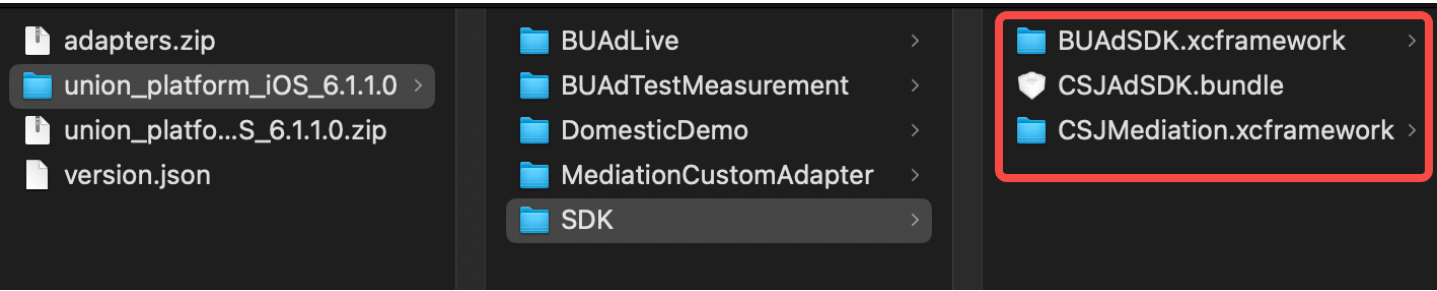 adapters.zip
union_platform_iOS_6.1.1.0
union_platfo...S_6.1.1.0.zip
version.json
BUAdLive
BUAdTestMeasurement
DomesticDemo
MediationCustomAdapter
SDK
BUAdSDK.xcframework
CSJAdSDK.bundle
CSJMediation.xcframework